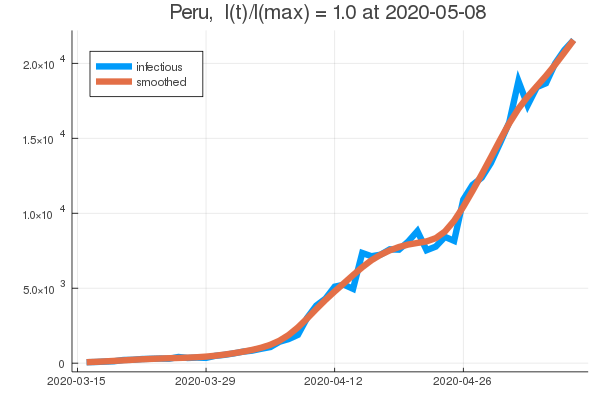 Peru, I(t)/I(max) = 1.0 at 2020-05-08
infectious
smoothed
2.0×10⁴
1.5×10⁴
1.0×10⁴
5.0×10³
0
2020-03-15 2020-03-29 2020-04-12 2020-04-26